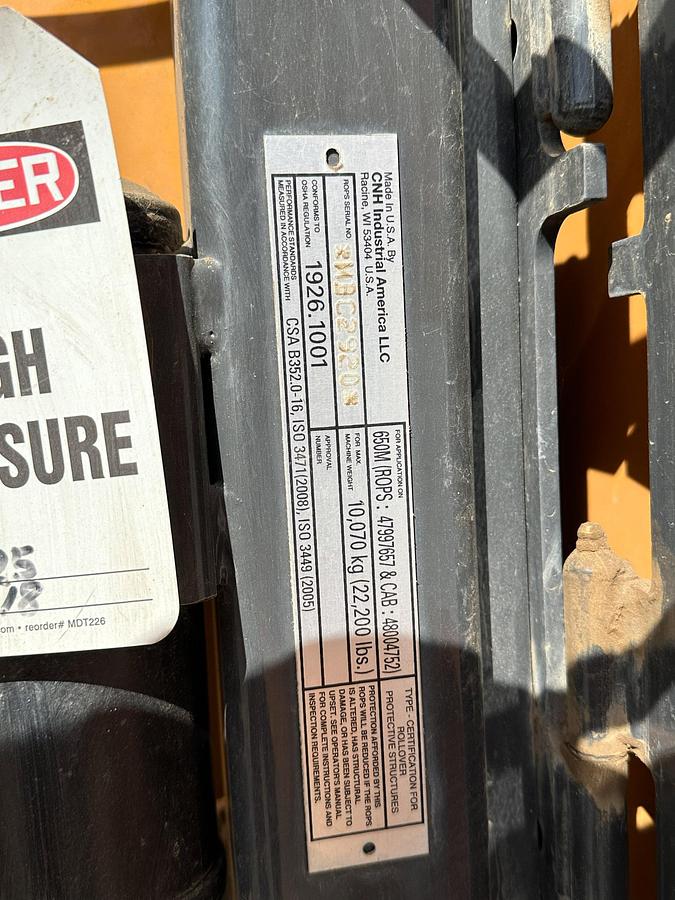 Made In U.S.A. By
CNH Industrial America LLC
Racine, WI 53404 U.S.A.
ROPS SERIAL NO. *MBC2920*
CONFORMS TO
OSHA REGULATION 1926.1001
PERFORMANCE STANDARDS
MEASURED IN ACCORDANCE WITH CSA B352.0-16, ISO 3471(2008), ISO 3449 (2005)
FOR APPLICATION ON
650M (ROPS : 47997657 & CAB : 48004752)
FOR MAX.
MACHINE WEIGHT 10,070 kg (22,200 lbs.)
APPROVAL
NUMBER
TYPE - CERTIFICATION FOR
ROLLOVER
PROTECTIVE STRUCTURES
PROTECTION AFFORDED BY THIS
ROPS WILL BE REDUCED IF THE ROPS
IS ALTERED, HAS STRUCTURAL
DAMAGE, OR HAS BEEN SUBJECT TO
UPSET. SEE OPERATOR'S MANUAL
FOR COMPLETE INSTRUCTIONS AND
INSPECTION REQUIREMENTS.
ER
GH
SURE
25
om • reorder# MDT226